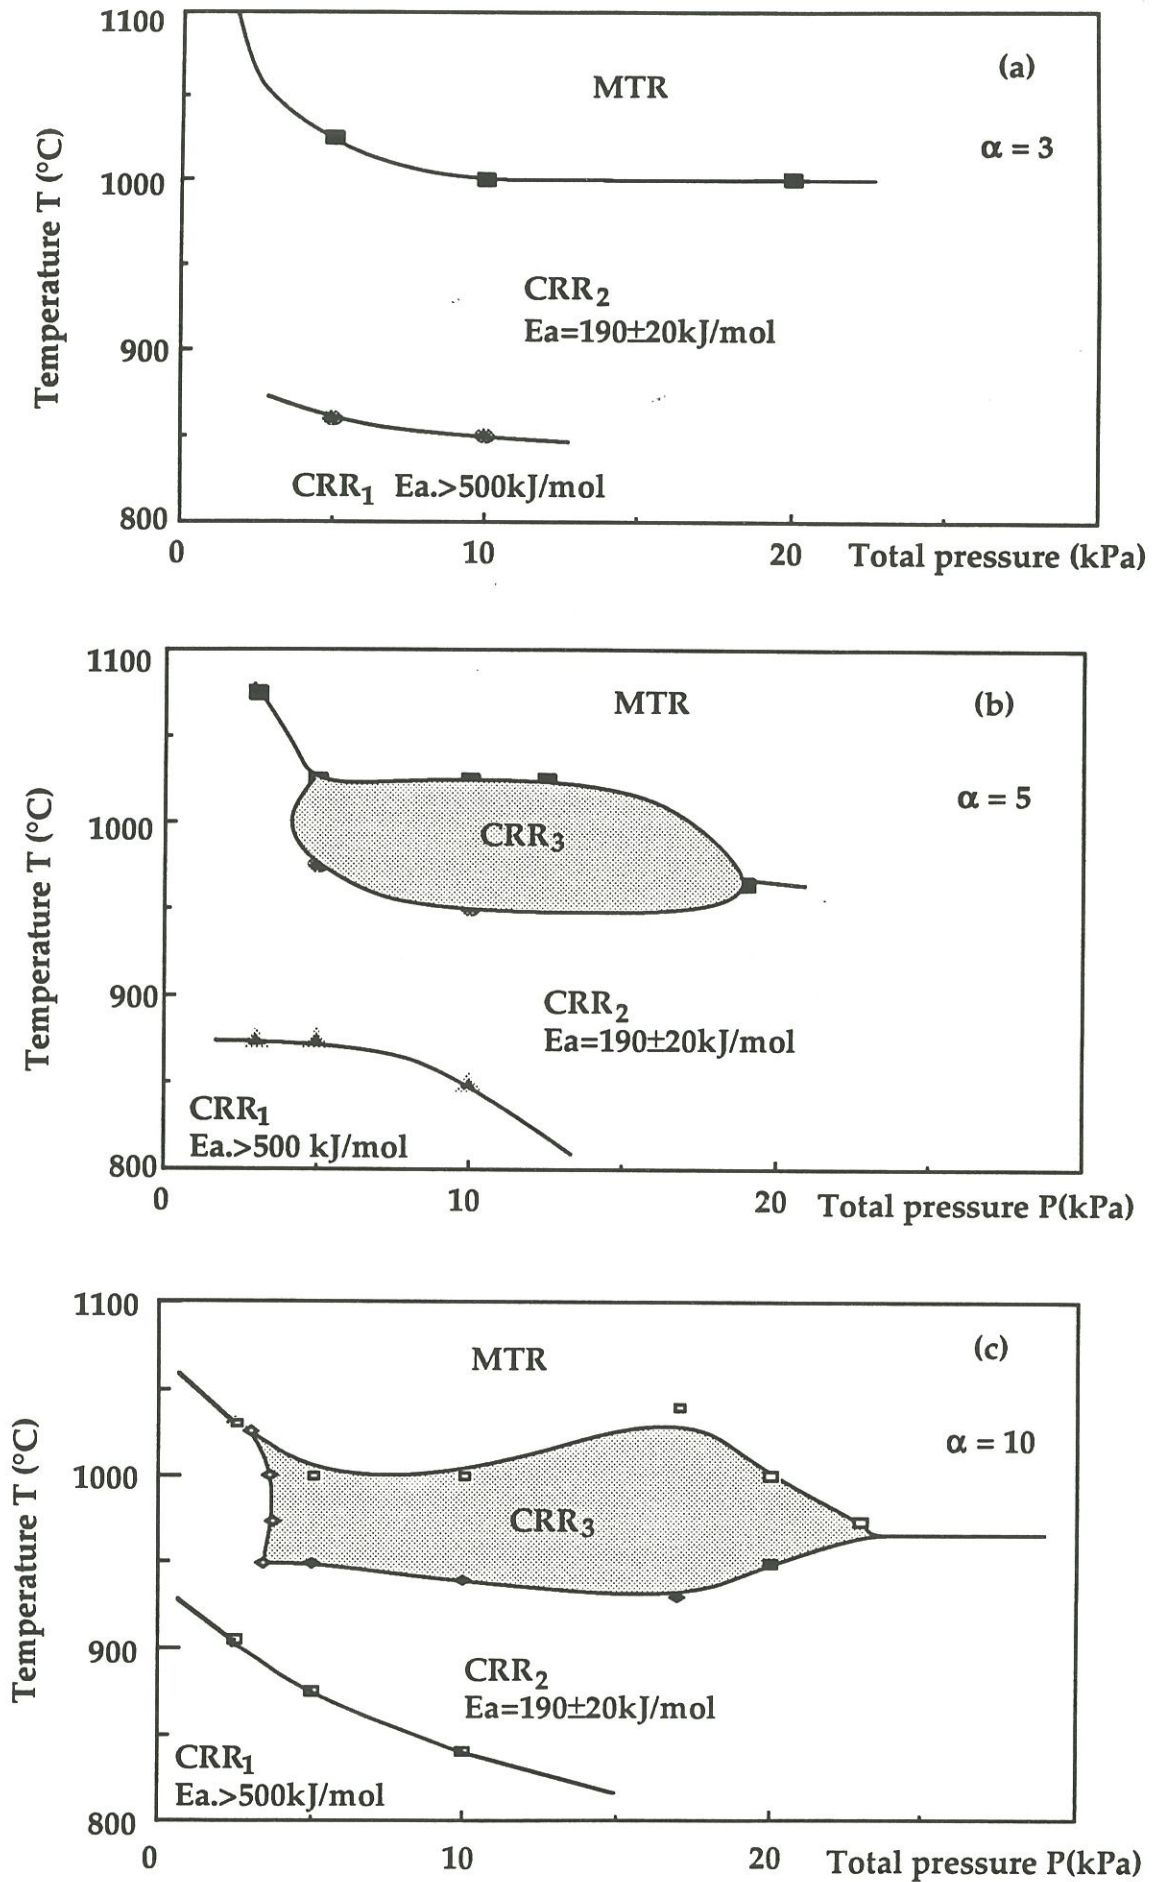 1100
MTR
(a)
α = 3
Temperature T (°C)
1000
CRR2
Ea=190±20kJ/mol
900
CRR1 Ea.>500kJ/mol
800
0
10
20
Total pressure (kPa)
1100
MTR
(b)
α = 5
Temperature T (°C)
1000
CRR3
900
CRR2
Ea=190±20kJ/mol
CRR1
Ea.>500 kJ/mol
800
0
10
20
Total pressure P(kPa)
1100
MTR
(c)
α = 10
Temperature T (°C)
1000
CRR3
900
CRR2
Ea=190±20kJ/mol
CRR1
Ea.>500kJ/mol
800
0
10
20
Total pressure P(kPa)